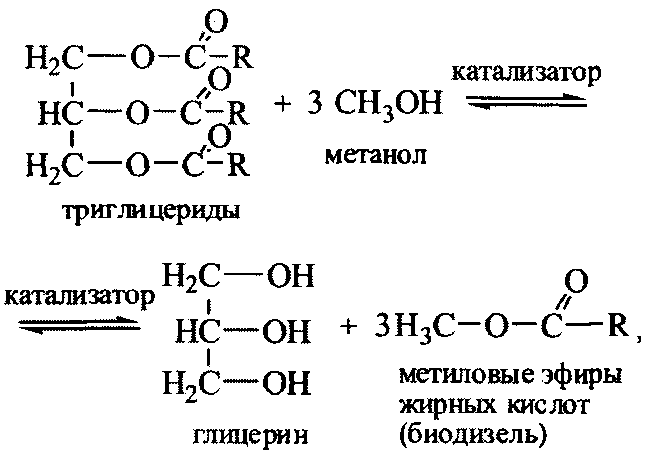 O
H₂C—O—C—R
O
HC—O—C—R + 3 CH₃OH катализатор
O
H₂C—O—C—R метанол
триглицериды
H₂C—OH
катализатор
O
HC—OH + 3H₃C—O—C—R,
H₂C—OH
метиловые эфиры
жирных кислот
глицерин (биодизель)